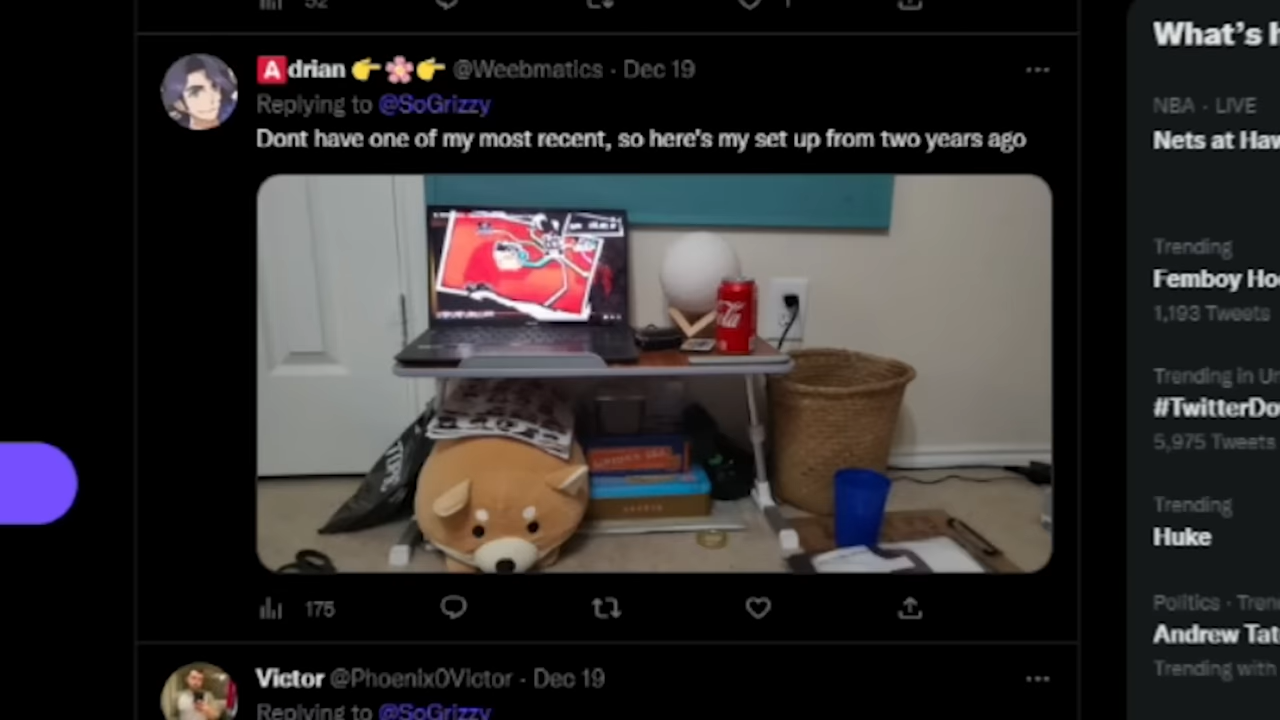 52
1
Adrian 👉🌸👉 @Weebmatics · Dec 19
Replying to @SoGrizzy
Dont have one of my most recent, so here's my set up from two years ago
Cola
175
Victor @Phoenix0Victor · Dec 19
Replying to @SoGrizzy
What's h
NBA · LIVE
Nets at Haw
Trending
Femboy Ho
1,193 Tweets
Trending in Un
#TwitterDo
5,975 Tweets
Trending
Huke
Politics · Tren
Andrew Tat
Trending with